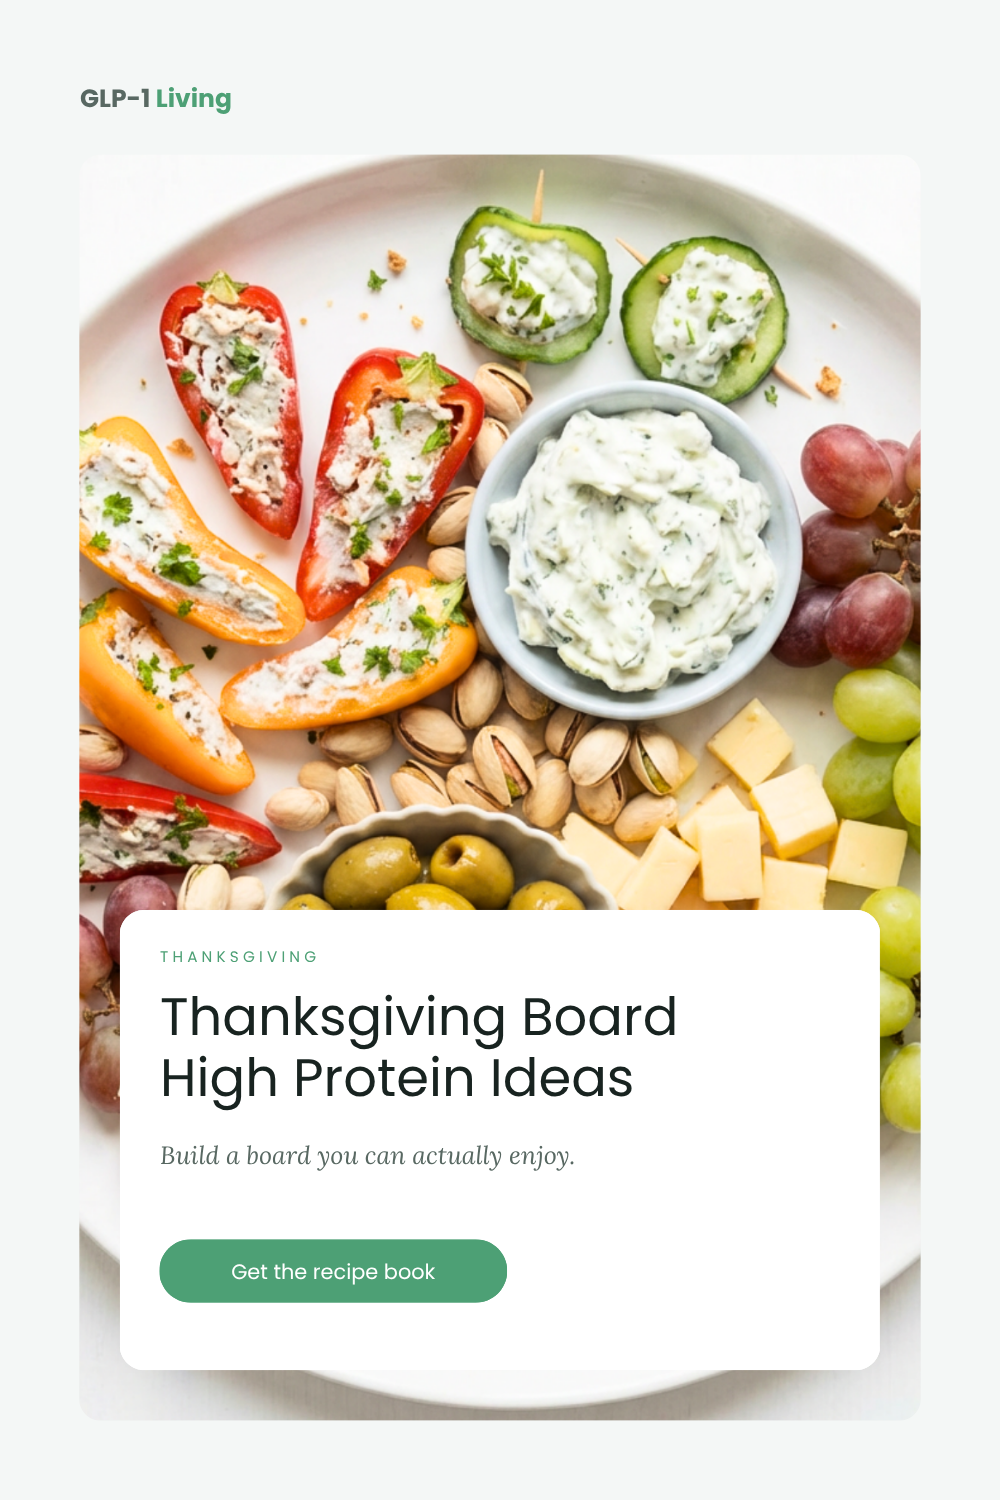 GLP-1 Living
THANKSGIVING
Thanksgiving Board
High Protein Ideas
Build a board you can actually enjoy.
Get the recipe book